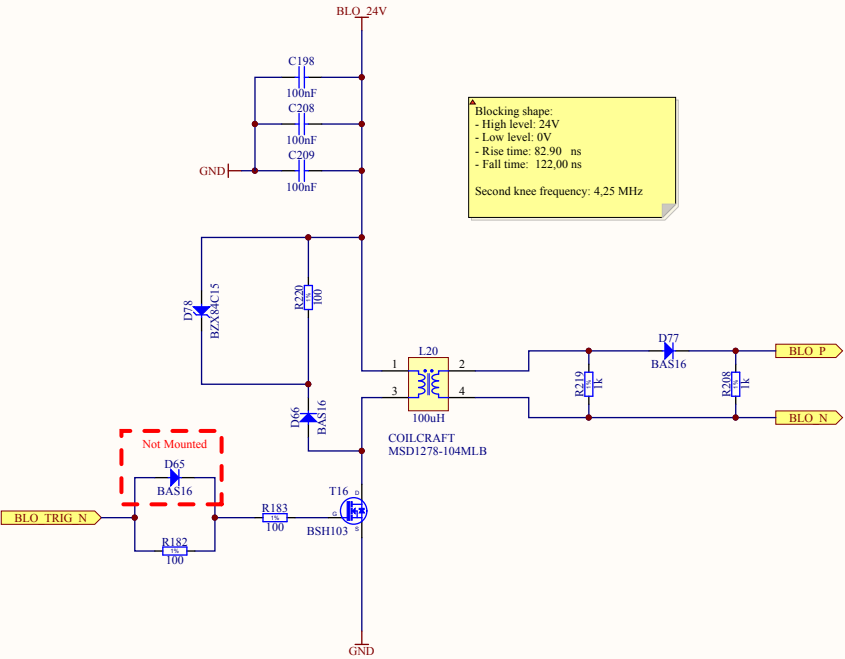 BLO_24V
C198
100nF
C208
100nF
C209
GND
100nF
Blocking shape:
- High level: 24V
- Low level: 0V
- Rise time: 82.90 ns
- Fall time: 122,00 ns
Second knee frequency: 4,25 MHz
D78
BZX84C15
R220
1%
100
L20
1
2
3
4
100uH
COILCRAFT
MSD1278-104MLB
D77
BAS16
BLO_P
R219
1%
1k
R208
1%
1k
BLO_N
D66
BAS16
Not Mounted
D65
BAS16
BLO_TRIG_N
R182
1%
100
R183
1%
100
T16
D
G
S
BSH103
GND